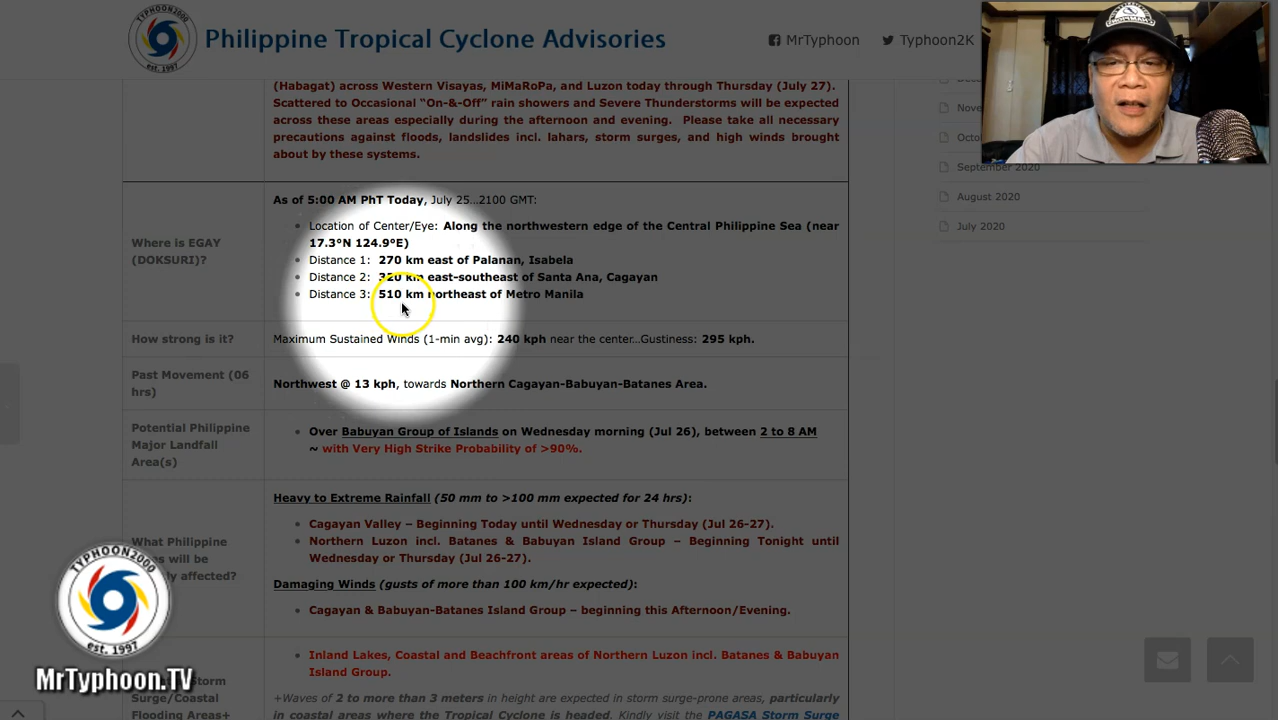 TYPHOON2000
est. 1997
Philippine Tropical Cyclone Advisories
MrTyphoon
Typhoon2K
(Habagat) across Western Visayas, MiMaRoPa, and Luzon today through Thursday (July 27).
Scattered to Occasional “On-&-Off” rain showers and Severe Thunderstorms will be expected
across these areas especially during the afternoon and evening. Please take all necessary
precautions against floods, landslides incl. lahars, storm surges, and high winds brought
about by these systems.
Nove
Octo
September 2020
August 2020
July 2020
Where is EGAY
(DOKSURI)?
As of 5:00 AM PhT Today, July 25…2100 GMT:
Location of Center/Eye: Along the northwestern edge of the Central Philippine Sea (near
17.3°N 124.9°E)
Distance 1: 270 km east of Palanan, Isabela
Distance 2: 320 km east-southeast of Santa Ana, Cagayan
Distance 3: 510 km northeast of Metro Manila
How strong is it?
Maximum Sustained Winds (1-min avg): 240 kph near the center…Gustiness: 295 kph.
Past Movement (06
hrs)
Northwest @ 13 kph, towards Northern Cagayan-Babuyan-Batanes Area.
Potential Philippine
Major Landfall
Area(s)
Over Babuyan Group of Islands on Wednesday morning (Jul 26), between 2 to 8 AM
~ with Very High Strike Probability of >90%.
What Philippine
will be
affected?
Heavy to Extreme Rainfall (50 mm to >100 mm expected for 24 hrs):
Cagayan Valley – Beginning Today until Wednesday or Thursday (Jul 26-27).
Northern Luzon incl. Batanes & Babuyan Island Group – Beginning Tonight until
Wednesday or Thursday (Jul 26-27).
Damaging Winds (gusts of more than 100 km/hr expected):
Cagayan & Babuyan-Batanes Island Group – beginning this Afternoon/Evening.
Storm
Surge/Coastal
Flooding Areas+
Inland Lakes, Coastal and Beachfront areas of Northern Luzon incl. Batanes & Babuyan
Island Group.
+Waves of 2 to more than 3 meters in height are expected in storm surge-prone areas, particularly
in coastal areas where the Tropical Cyclone is headed. Kindly visit the PAGASA Storm Surge
TYPHOON2000
est. 1997
MrTyphoon.TV